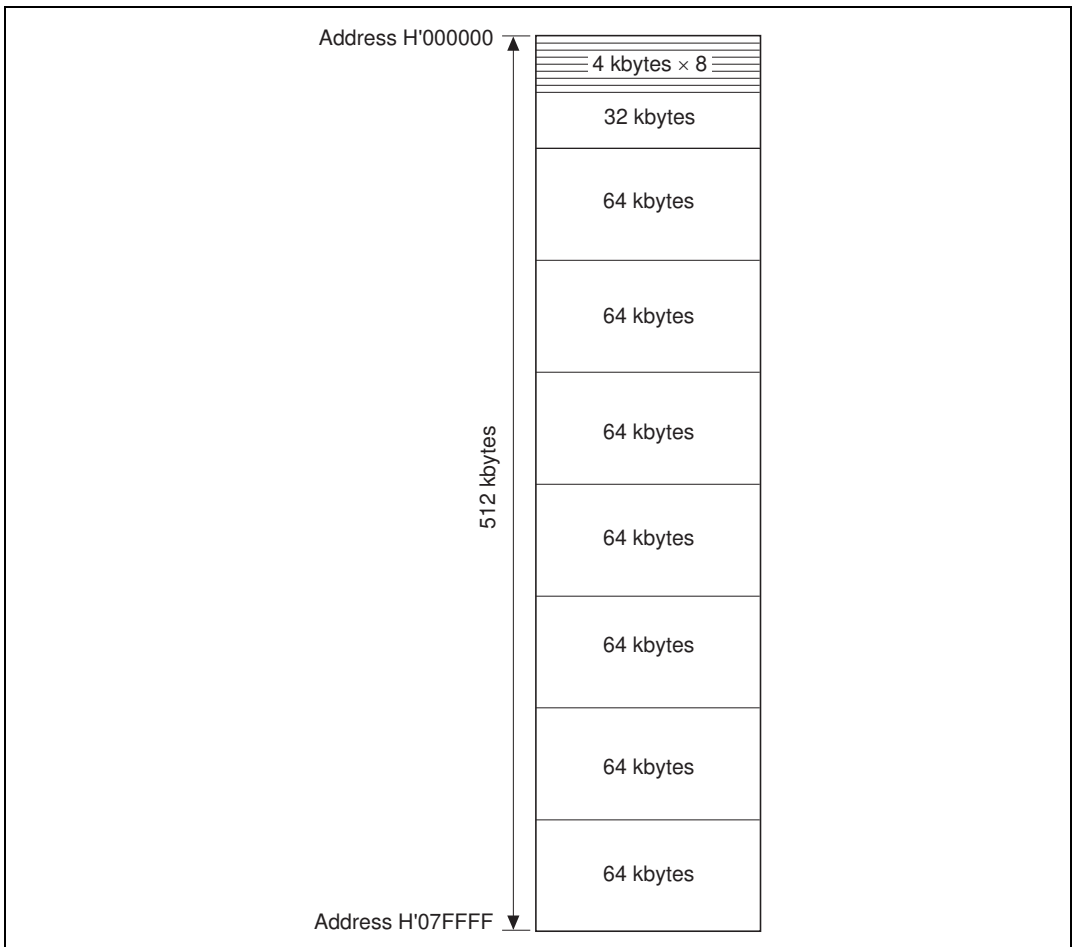 Address H'000000
4 kbytes × 8
32 kbytes
64 kbytes
64 kbytes
64 kbytes
512 kbytes
64 kbytes
64 kbytes
64 kbytes
64 kbytes
Address H'07FFFF